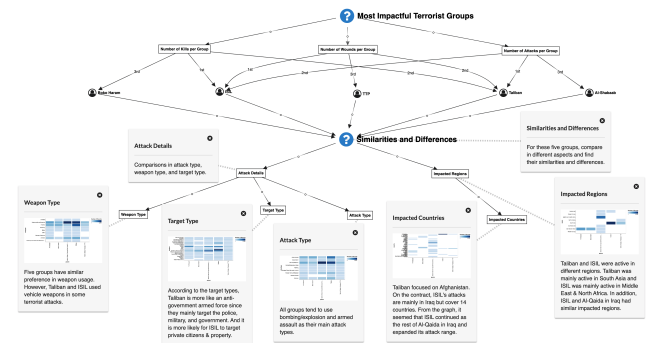 Most Impactful Terrorist Groups
Number of Kills per Group
Number of Wounds per Group
Number of Attacks per Group
3rd
1st
2nd
1st
3rd
2nd
2nd
1st
3rd
Boko Haram
Taliban
Al-Shabaab
Similarities and Differences
Similarities and Differences
For these five groups, compare
in different aspects and find
their similarities and differences.
Attack Details
Comparisons in attack type,
weapon type, and target type.
Attack Details
Impacted Regions
Weapon Type
Target Type
Attack Type
Impacted Countries
Weapon Type
Five groups have similar
preference in weapon usage.
However, Taliban and ISIL used
vehicle weapons in some
terrorist attacks.
Target Type
According to the target types,
Taliban is more like an anti-
government armed force since
they mainly target the police,
military, and government. And it
is more likely for ISIL to target
private citizens & property.
Attack Type
All groups tend to use
bombing/explosion and armed
assault as their main attack
types.
Impacted Countries
Taliban focused on Afghanistan.
On the contract, ISIL's attacks
are mainly in Iraq but cover 14
countries. From the graph, it
seemed that ISIL continued as
the rest of Al-Qaida in Iraq and
expanded its attack range.
Impacted Regions
Taliban and ISIL were active in
different regions. Taliban was
mainly active in South Asia and
ISIL was mainly active in Middle
East & North Africa. In addition,
ISIL and Al-Qaida in Iraq had
similar impacted regions.